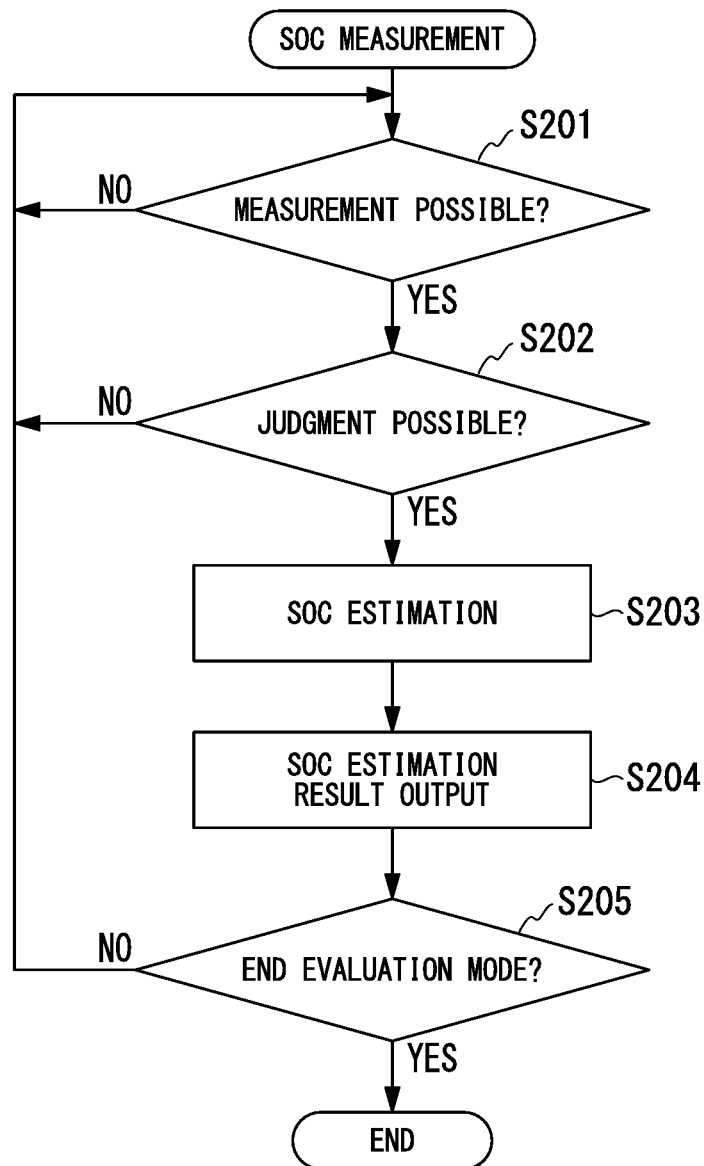 SOC MEASUREMENT
S201
NO
MEASUREMENT POSSIBLE?
YES
S202
NO
JUDGMENT POSSIBLE?
YES
SOC ESTIMATION
S203
SOC ESTIMATION
RESULT OUTPUT
S204
S205
NO
END EVALUATION MODE?
YES
END